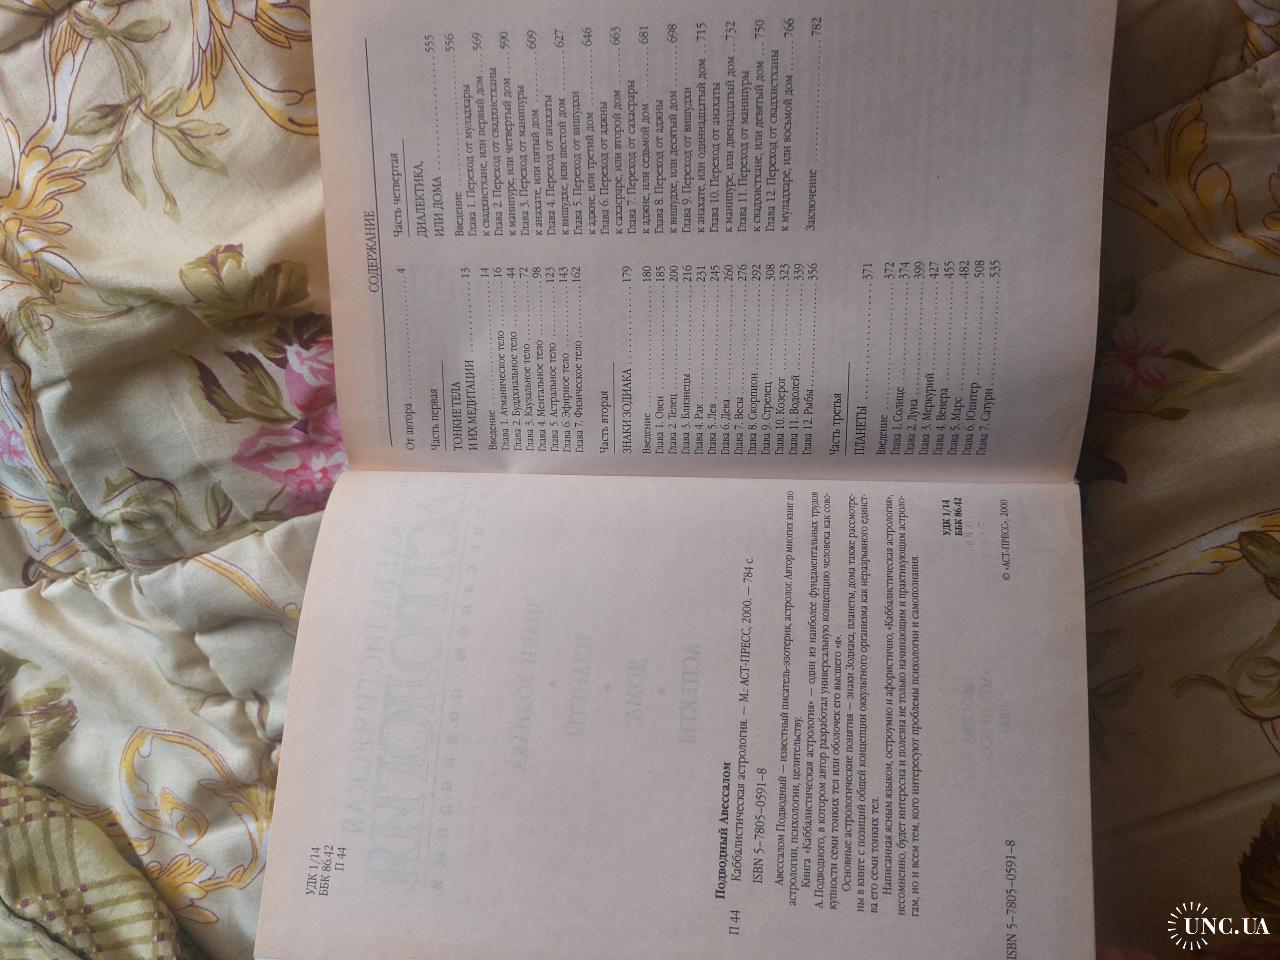 УДК 1/14
ББК 86.42
П 44
Подводный Авессалом
П 44
Каббалистическая астрология. — М.: АСТ-ПРЕСС, 2000. — 784 с.
ISBN 5-7805-0591-8
Авессалом Подводный — известный писатель-эзотерик, астролог. Автор многих книг по
астрологии, психологии, целительству.
Книга «Каббалистическая астрология» — один из наиболее фундаментальных трудов
А. Подводного, в котором автор разработал универсальную концепцию человека как сово-
купности семи тонких тел или оболочек его высшего «я».
Основные астрологические понятия — знаки Зодиака, планеты, дома также рассмотре-
ны в книге с позиций общей концепции оккультного организма как неразрывного единст-
ва его семи тонких тел.
Написанная ясным языком, остроумно и афористично, «Каббалистическая астрология»,
несомненно, будет интересна и полезна не только начинающим и практикующим астроло-
гам, но и всем тем, кого интересуют проблемы психологии и самопознания.
УДК 1/14
ББК 86.42
ISBN 5-7805-0591-8
© «АСТ-ПРЕСС», 2000
СОДЕРЖАНИЕ
От автора ........ 4
Часть первая
ТОНКИЕ ТЕЛА
И ИХ МЕДИТАЦИИ ........ 13
Введение ........ 14
Глава 1. Атманическое тело ........ 16
Глава 2. Буддхиальное тело ........ 44
Глава 3. Каузальное тело ........ 72
Глава 4. Ментальное тело ........ 98
Глава 5. Астральное тело ........ 123
Глава 6. Эфирное тело ........ 143
Глава 7. Физическое тело ........ 162
Часть вторая
ЗНАКИ ЗОДИАКА ........ 179
Введение ........ 180
Глава 1. Овен ........ 185
Глава 2. Телец ........ 200
Глава 3. Близнецы ........ 216
Глава 4. Рак ........ 231
Глава 5. Лев ........ 245
Глава 6. Дева ........ 260
Глава 7. Весы ........ 276
Глава 8. Скорпион ........ 292
Глава 9. Стрелец ........ 308
Глава 10. Козерог ........ 323
Глава 11. Водолей ........ 339
Глава 12. Рыбы ........ 356
Часть третья
ПЛАНЕТЫ ........ 371
Введение ........ 372
Глава 1. Солнце ........ 374
Глава 2. Луна ........ 399
Глава 3. Меркурий ........ 427
Глава 4. Венера ........ 455
Глава 5. Марс ........ 482
Глава 6. Юпитер ........ 508
Глава 7. Сатурн ........ 535
Часть четвертая
ДИАЛЕКТИКА,
ИЛИ ДОМА ........ 555
Введение ........ 556
Глава 1. Переход от муладхары
к свадхистхане, или первый дом ........ 569
Глава 2. Переход от свадхистханы
к манипуре, или четвертый дом ........ 590
Глава 3. Переход от манипуры
к анахате, или пятый дом ........ 609
Глава 4. Переход от анахаты
к вишудхе, или шестой дом ........ 627
Глава 5. Переход от вишудхи
к аджне, или третий дом ........ 646
Глава 6. Переход от аджны
к сахасраре, или второй дом ........ 663
Глава 7. Переход от сахасрары
к аджне, или седьмой дом ........ 681
Глава 8. Переход от аджны
к вишудхе, или десятый дом ........ 698
Глава 9. Переход от вишудхи
к анахате, или одиннадцатый дом ........ 715
Глава 10. Переход от анахаты
к манипуре, или двенадцатый дом ........ 732
Глава 11. Переход от манипуры
к свадхистхане, или девятый дом ........ 750
Глава 12. Переход от свадхистханы
к муладхаре, или восьмой дом ........ 766
Заключение ........ 782
UNC.UA